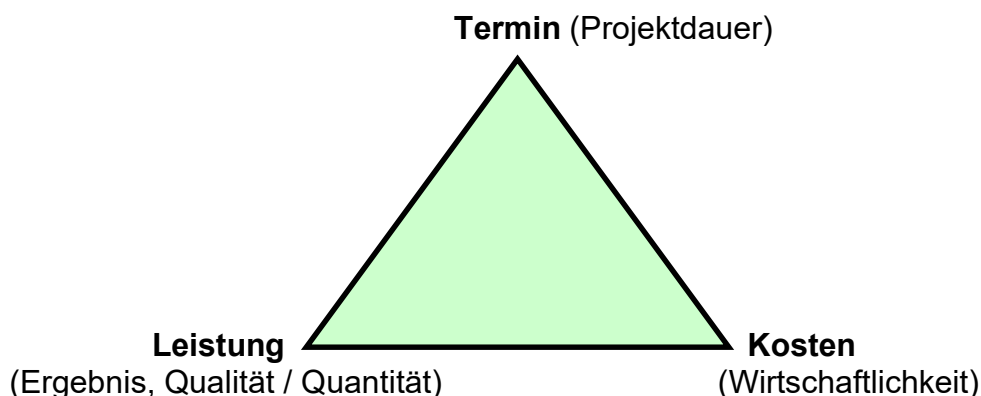 Termin (Projektdauer)
Leistung
(Ergebnis, Qualität / Quantität)
Kosten
(Wirtschaftlichkeit)